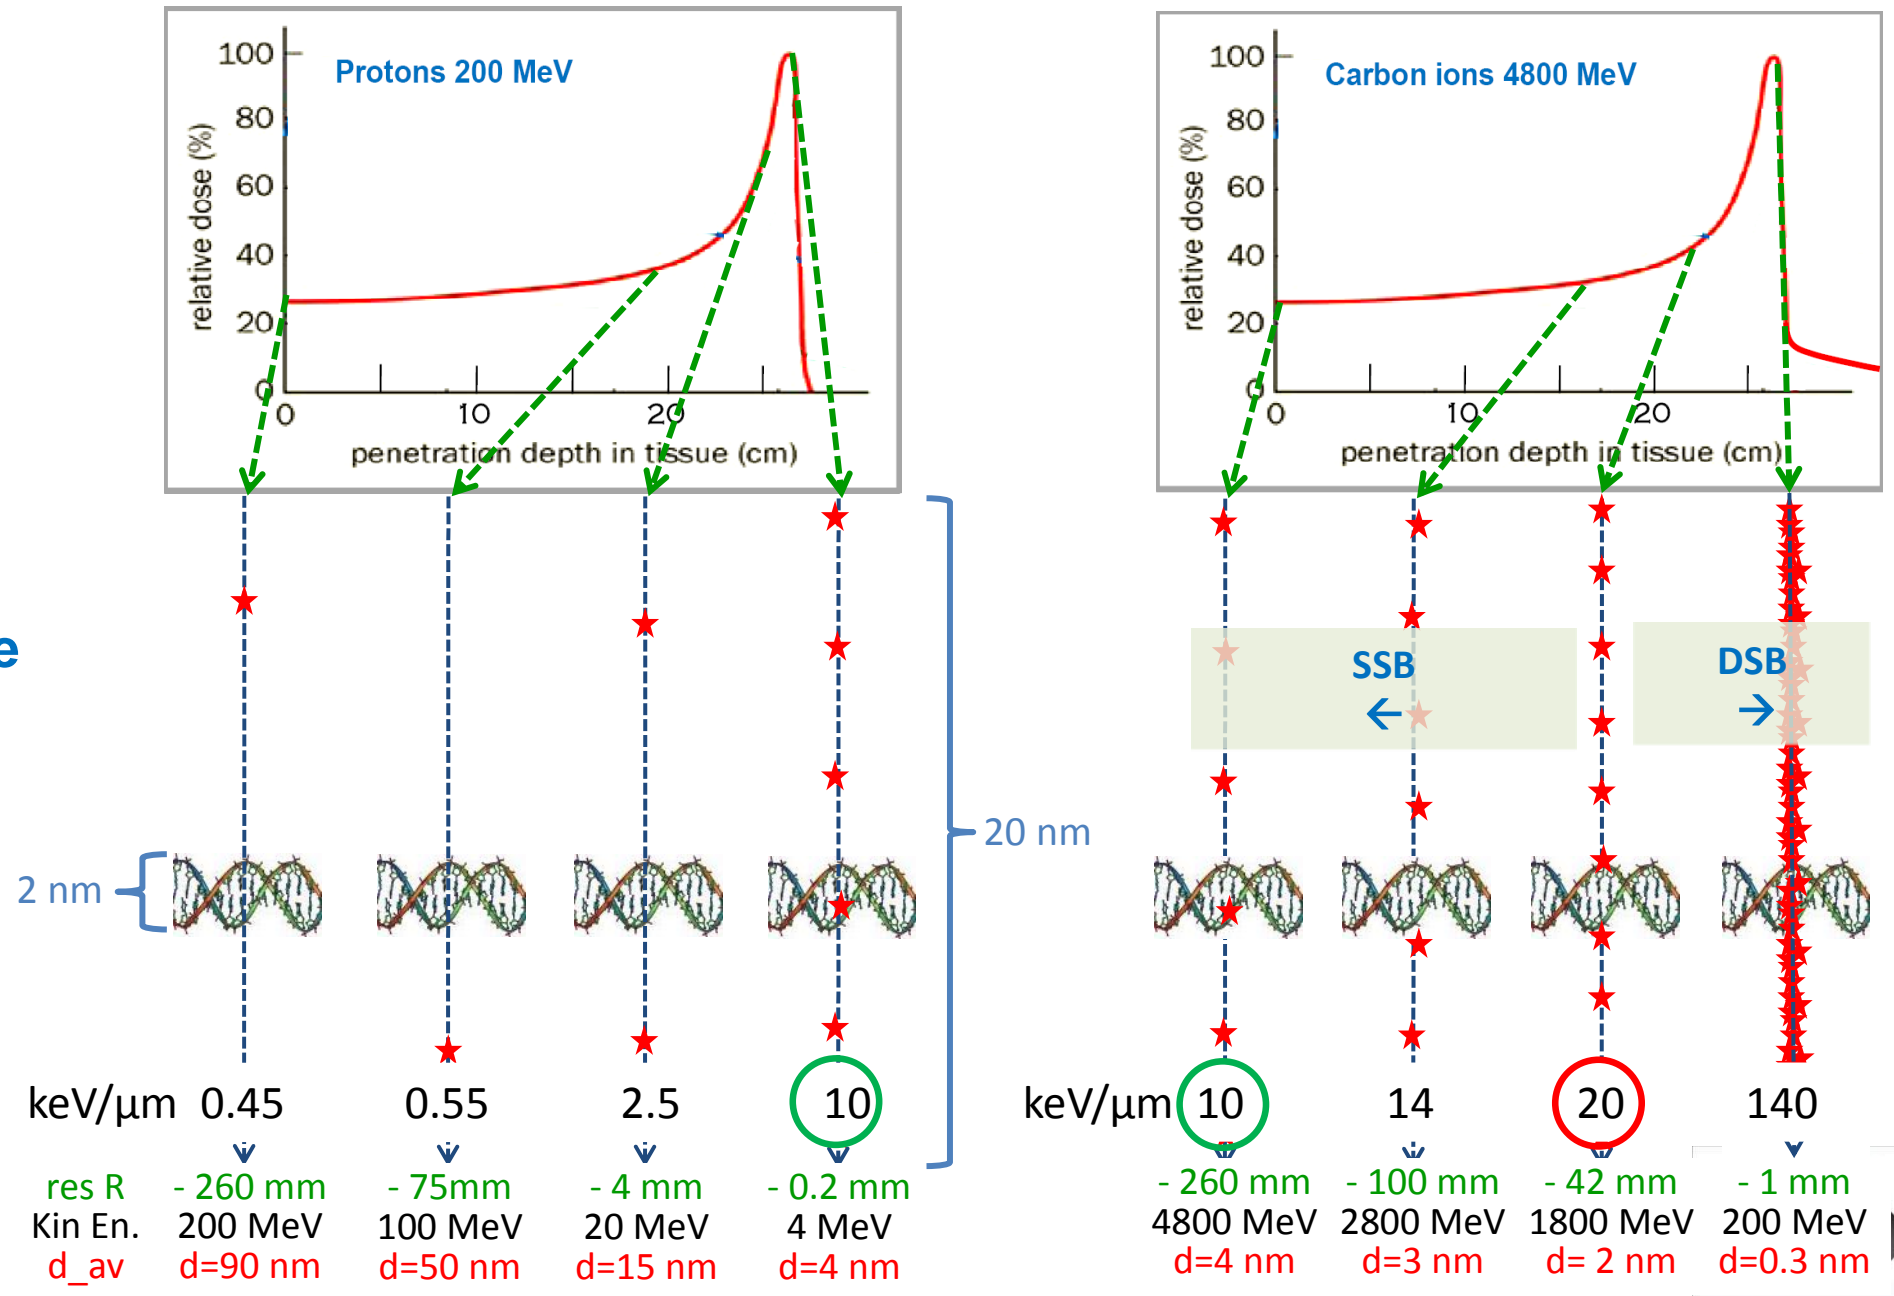 Protons 200 MeV
relative dose (%)
100
80
60
40
20
0
0 10 20
penetration depth in tissue (cm)
Carbon ions 4800 MeV
relative dose (%)
100
80
60
40
20
0
0 10 20
penetration depth in tissue (cm)
e
SSB
←
DSB
→
20 nm
2 nm
keV/μm 0.45 0.55 2.5 10
res R - 260 mm - 75mm - 4 mm - 0.2 mm
Kin En. 200 MeV 100 MeV 20 MeV 4 MeV
d_av d=90 nm d=50 nm d=15 nm d=4 nm
keV/μm 10 14 20 140
- 260 mm - 100 mm - 42 mm - 1 mm
4800 MeV 2800 MeV 1800 MeV 200 MeV
d=4 nm d=3 nm d= 2 nm d=0.3 nm